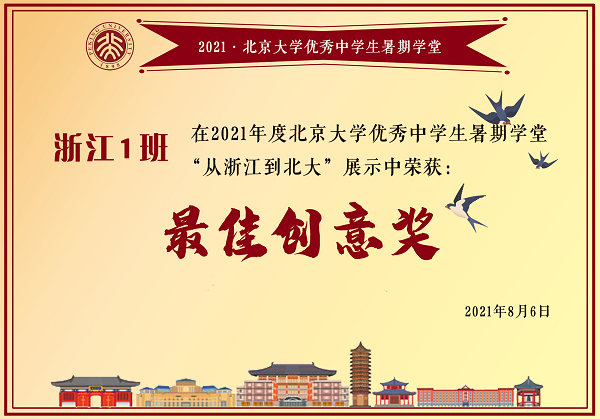 PEKING UNIVERSITY
1898
2021·北京大学优秀中学生暑期学堂
浙江1班
在2021年度北京大学优秀中学生暑期学堂
“从浙江到北大”展示中荣获：
最佳创意奖
2021年8月6日